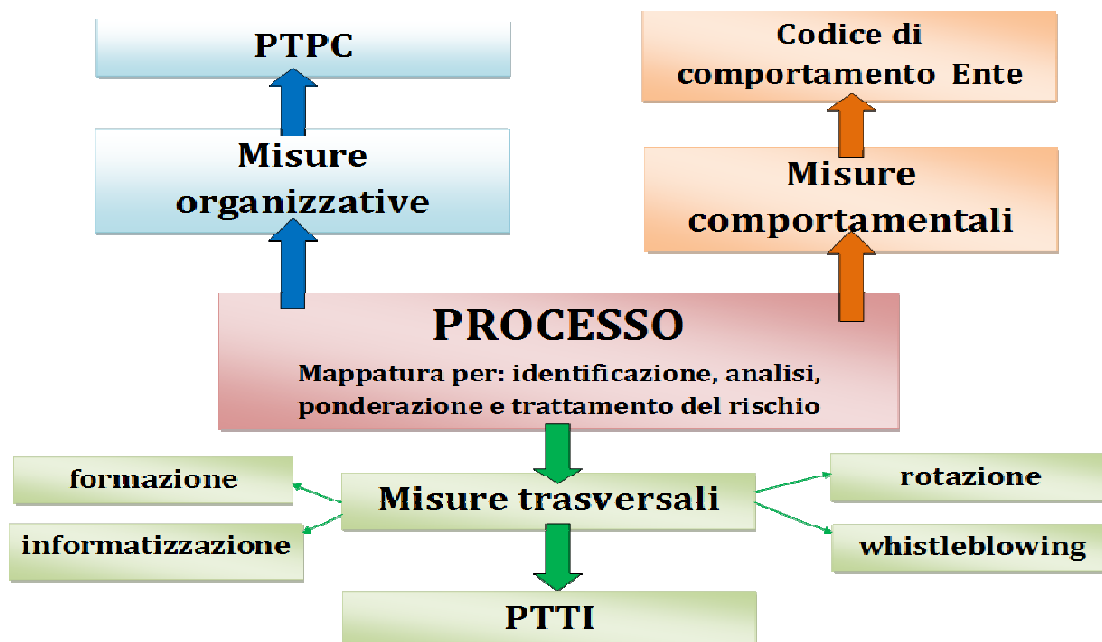 PTPC
Codice di
comportamento Ente
Misure
organizzative
Misure
comportamentali
PROCESSO
Mappatura per: identificazione, analisi,
ponderazione e trattamento del rischio
formazione
informatizzazione
Misure trasversali
rotazione
whistleblowing
PTTI